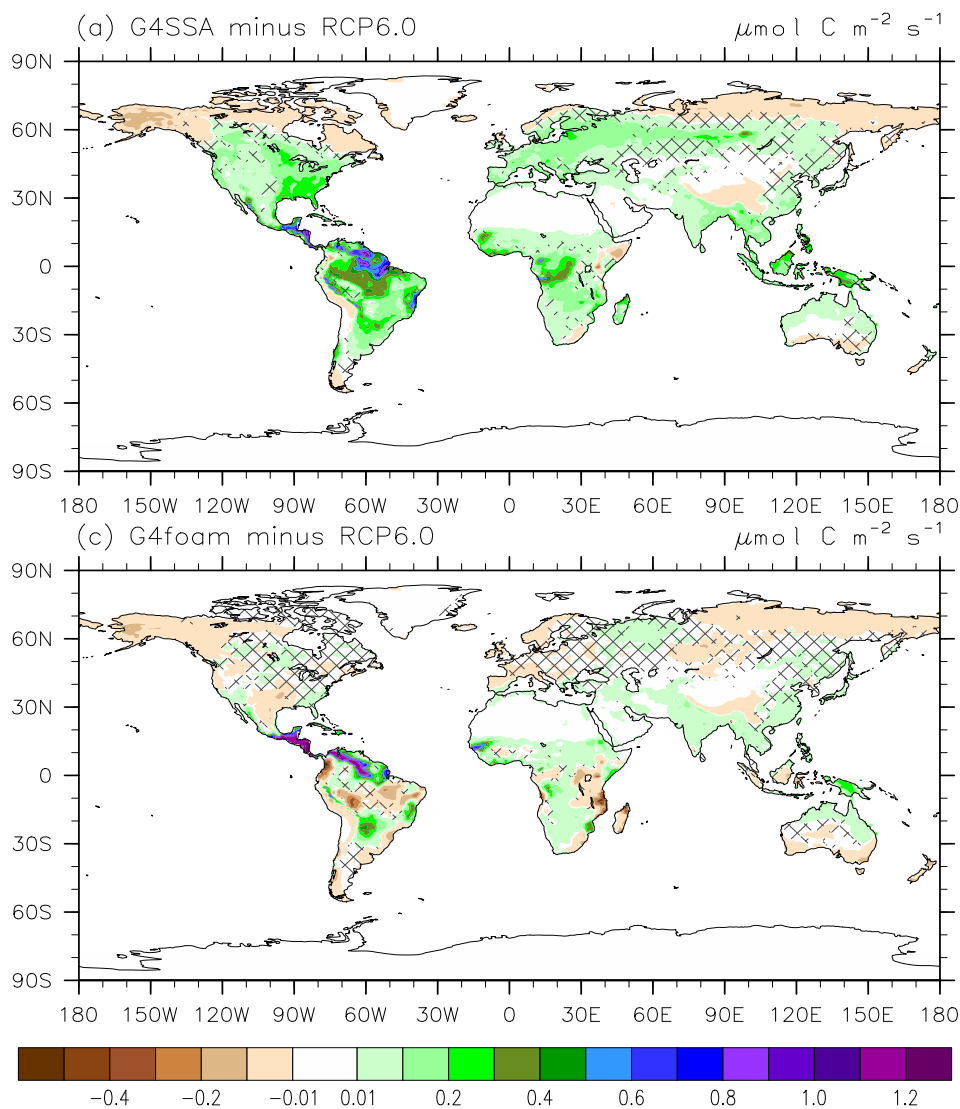 (a) G4SSA minus RCP6.0 μmol C m⁻² s⁻¹
90N
60N
30N
0
30S
60S
90S
180 150W 120W 90W 60W 30W 0 30E 60E 90E 120E 150E 180
(c) G4foam minus RCP6.0 μmol C m⁻² s⁻¹
90N
60N
30N
0
30S
60S
90S
180 150W 120W 90W 60W 30W 0 30E 60E 90E 120E 150E 180
−0.4 −0.2 −0.01 0.01 0.2 0.4 0.6 0.8 1.0 1.2